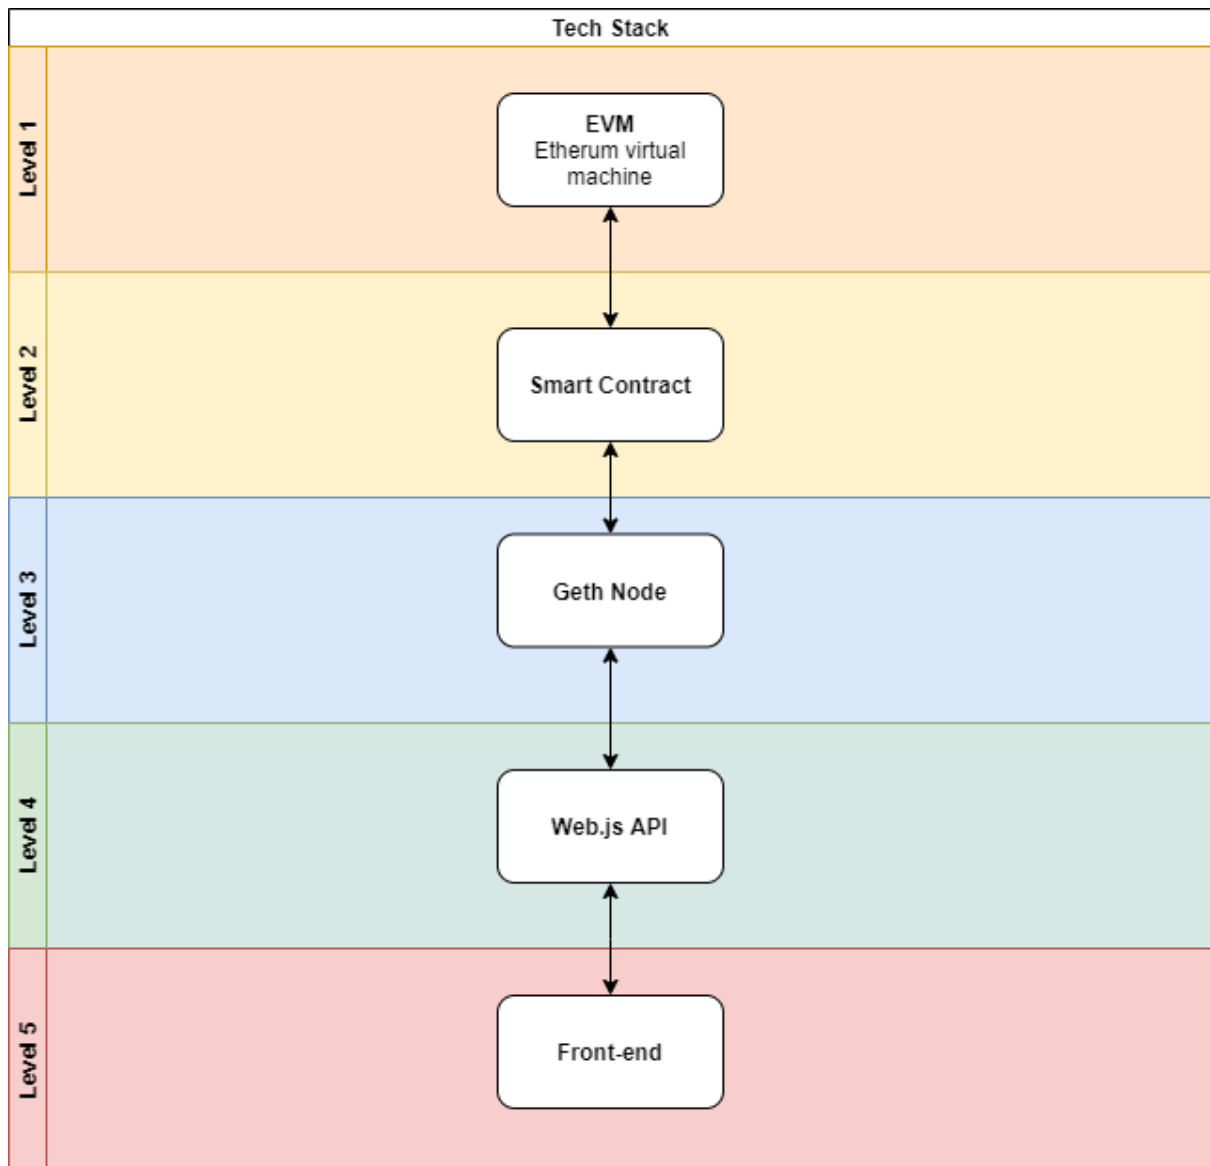 Tech Stack
Level 1
EVM
Etherum virtual
machine
Level 2
Smart Contract
Level 3
Geth Node
Level 4
Web.js API
Level 5
Front-end